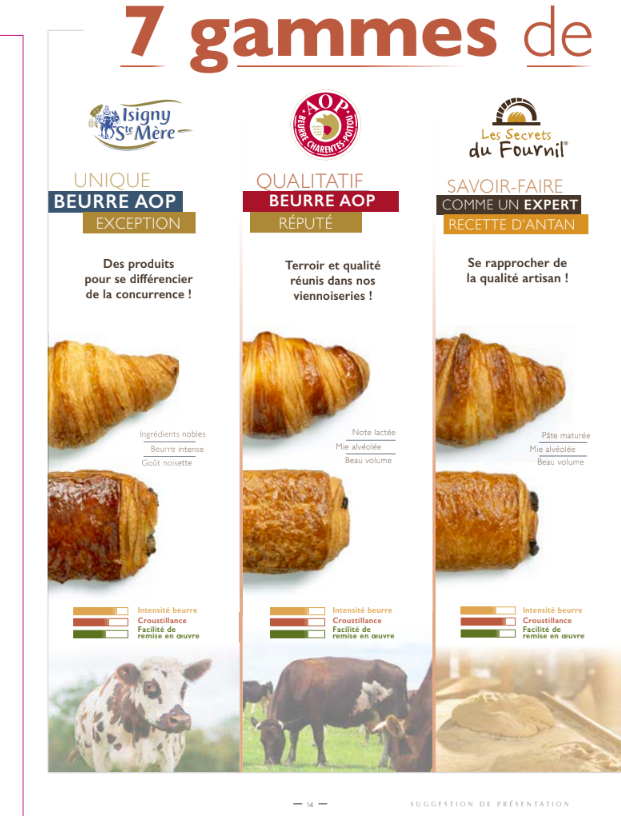 7 gammes de
Isigny
Ste Mère
UNIQUE
BEURRE AOP
EXCEPTION
Des produits
pour se différencier
de la concurrence !
Ingrédients nobles
Beurre intense
Goût noisette
Intensité beurre
Croustillance
Facilité de
remise en œuvre
AOP
BEURRE CHARENTES-POITOU
QUALITATIF
BEURRE AOP
RÉPUTÉ
Terroir et qualité
réunis dans nos
viennoiseries !
Note lactée
Mie alvéolée
Beau volume
Intensité beurre
Croustillance
Facilité de
remise en œuvre
Les Secrets
du Fournil®
SAVOIR-FAIRE
COMME UN EXPERT
RECETTE D'ANTAN
Se rapprocher de
la qualité artisan !
Pâte maturée
Mie alvéolée
Beau volume
Intensité beurre
Croustillance
Facilité de
remise en œuvre
— 14 —
SUGGESTION DE PRÉSENTATION